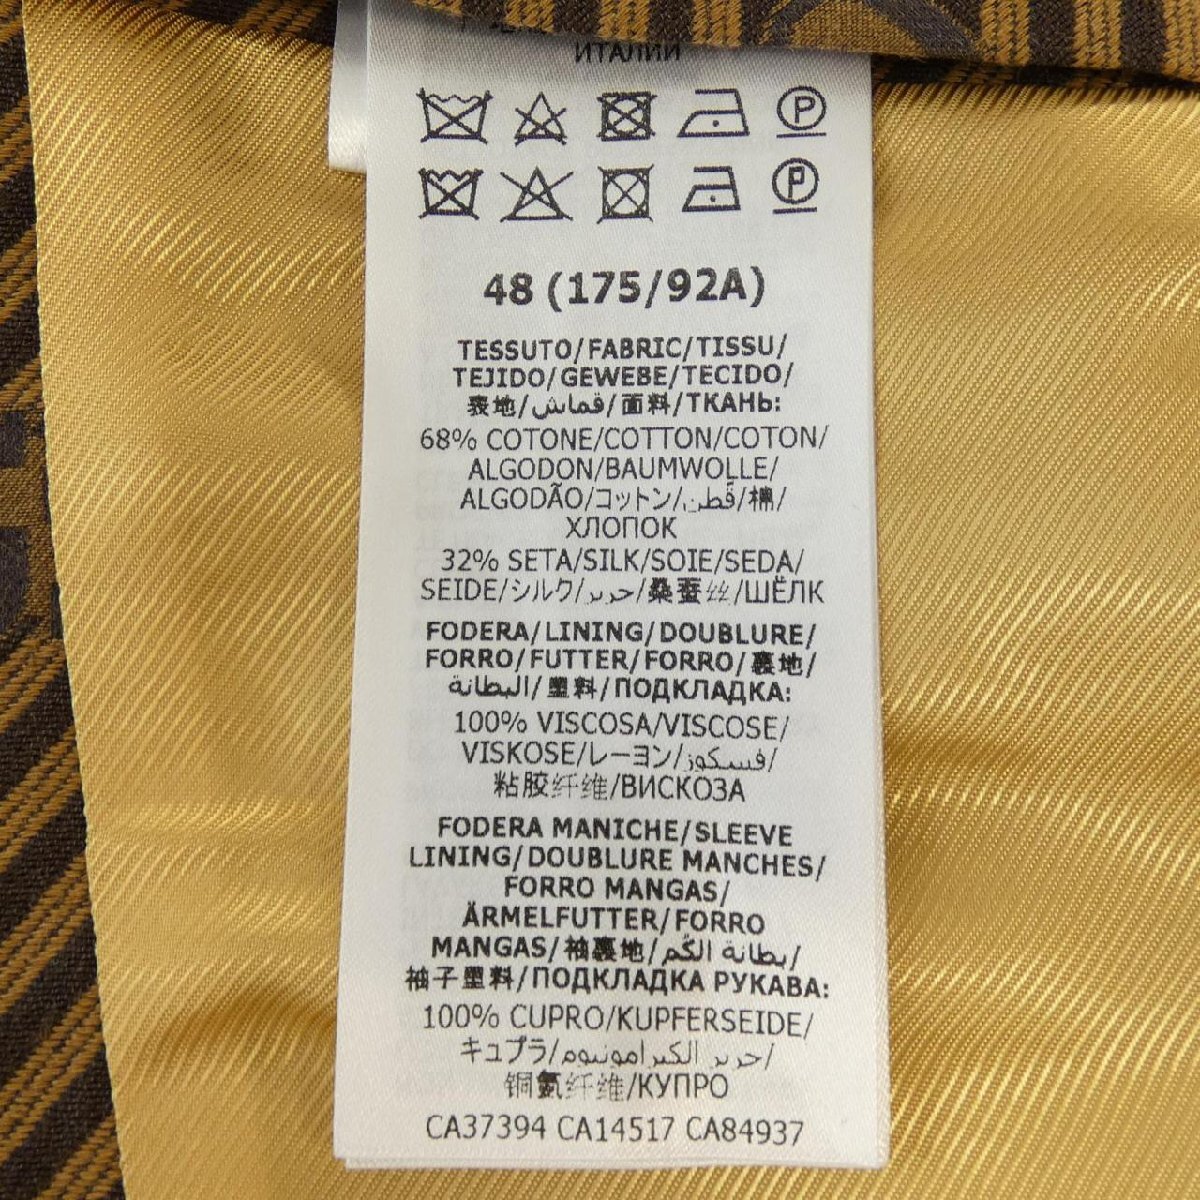 ИТАЛИИ
P
P
48 (175/92A)
TESSUTO/FABRIC/TISSU/
TEJIDO/GEWEBE/TECIDO/
表地/قماش/面料/ТКАНЬ:
68% COTONE/COTTON/COTON/
ALGODON/BAUMWOLLE/
ALGODÃO/コットン/قطن/棉/
ХЛОПОК
32% SETA/SILK/SOIE/SEDA/
SEIDE/シルク/حرير/桑蚕丝/ШЁЛК
FODERA/LINING/DOUBLURE/
FORRO/FUTTER/FORRO/裏地/
البطانة/里料/ПОДКЛАДКА:
100% VISCOSA/VISCOSE/
VISKOSE/レーヨン/فسكوز/
粘胶纤维/ВИСКОЗА
FODERA MANICHE/SLEEVE
LINING/DOUBLURE MANCHES/
FORRO MANGAS/
ÄRMELFUTTER/FORRO
MANGAS/袖裏地/بطانة الكم/
袖子里料/ПОДКЛАДКА РУКАВА:
100% CUPRO/KUPFERSEIDE/
キュプラ/حرير الكبرامونيوم/
铜氨纤维/КУПРО
CA37394 CA14517 CA84937